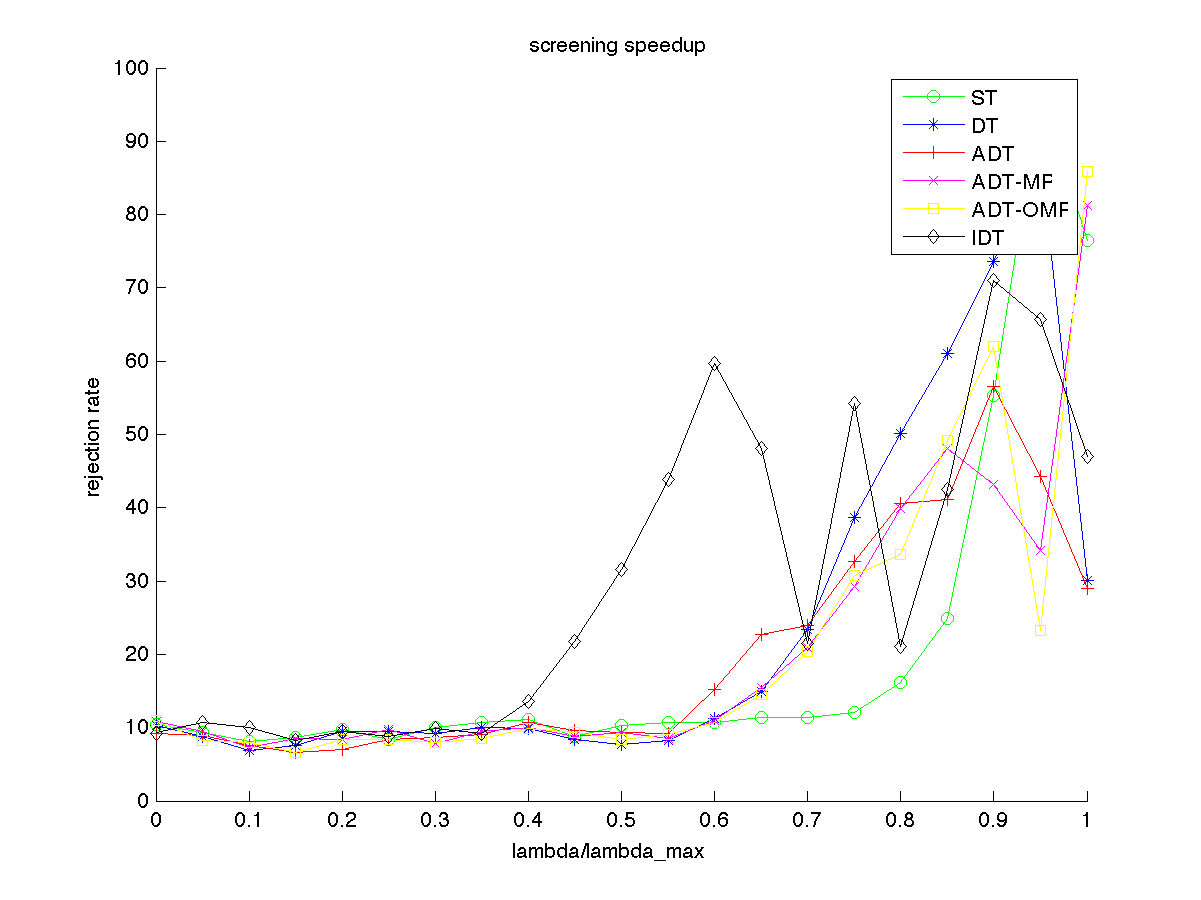 screening speedup
100
90
80
70
60
50
40
30
20
10
0
rejection rate
ST
DT
ADT
ADT-MP
ADT-OMP
IDT
0 0.1 0.2 0.3 0.4 0.5 0.6 0.7 0.8 0.9 1
lambda/lambda_max